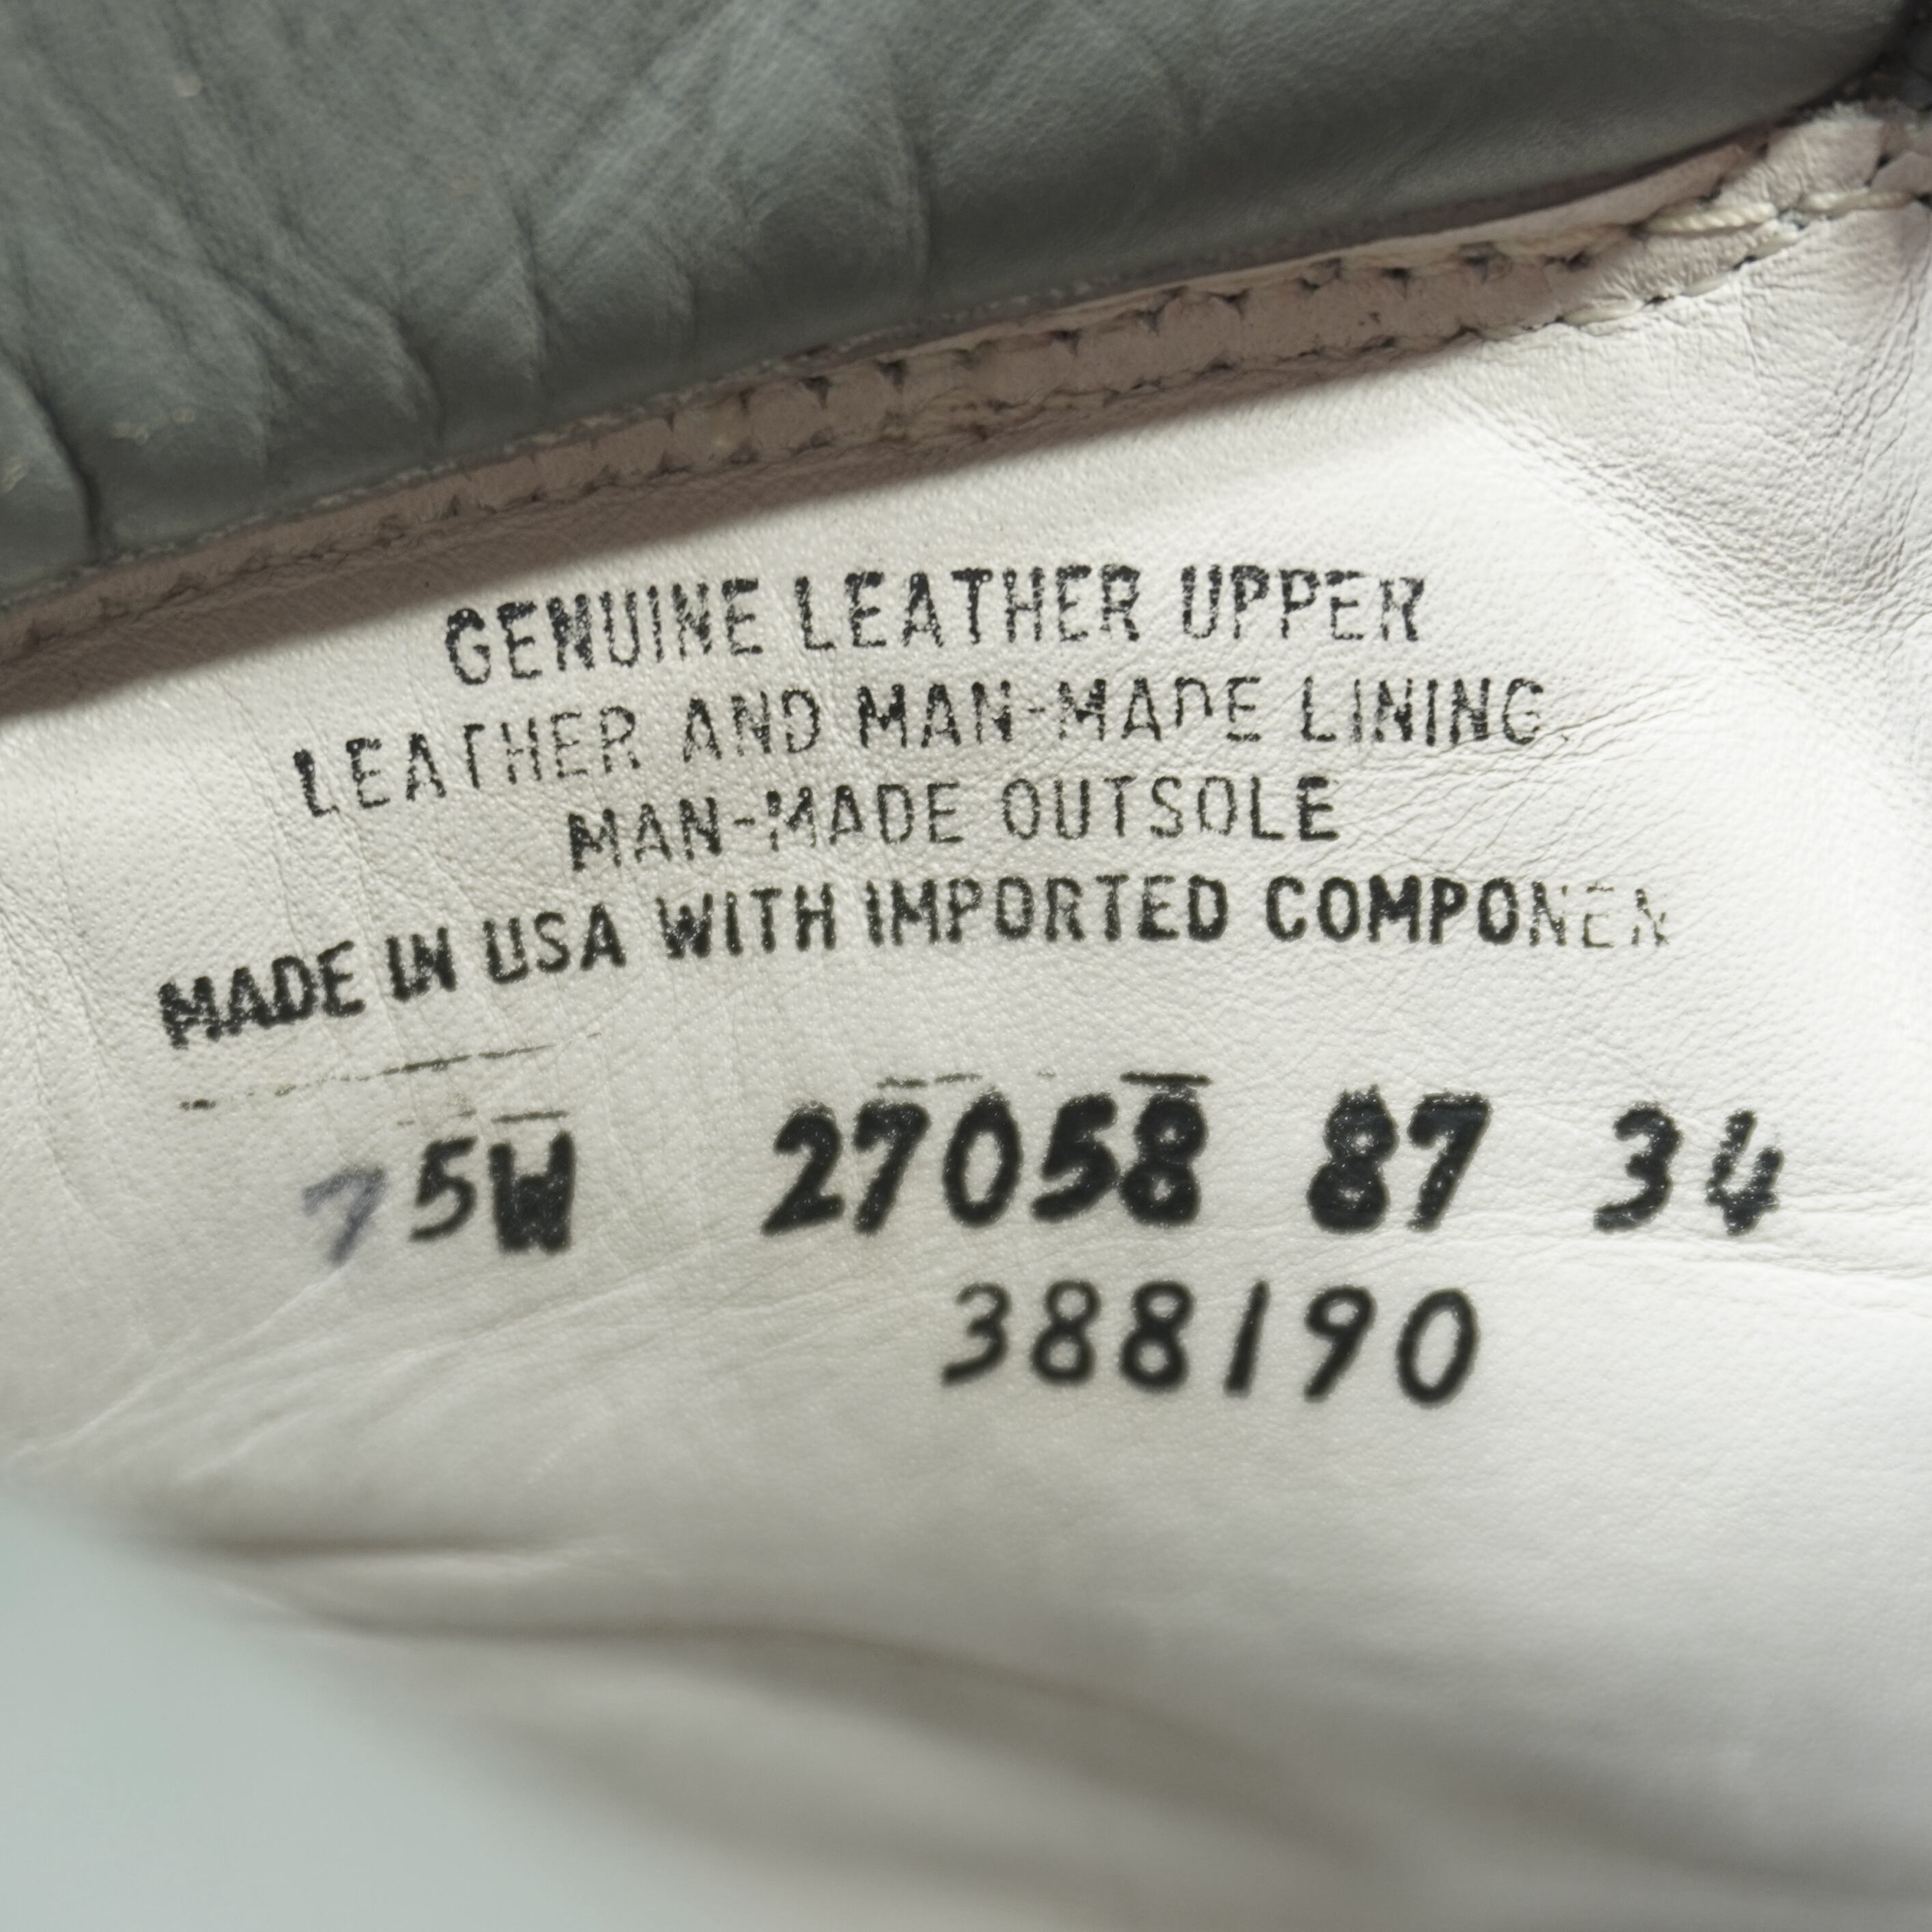 GENUINE LEATHER UPPER
LEATHER AND MAN-MADE LINING
MAN-MADE OUTSOLE
MADE IN USA WITH IMPORTED COMPONEN
75W 27058 87 34
388190